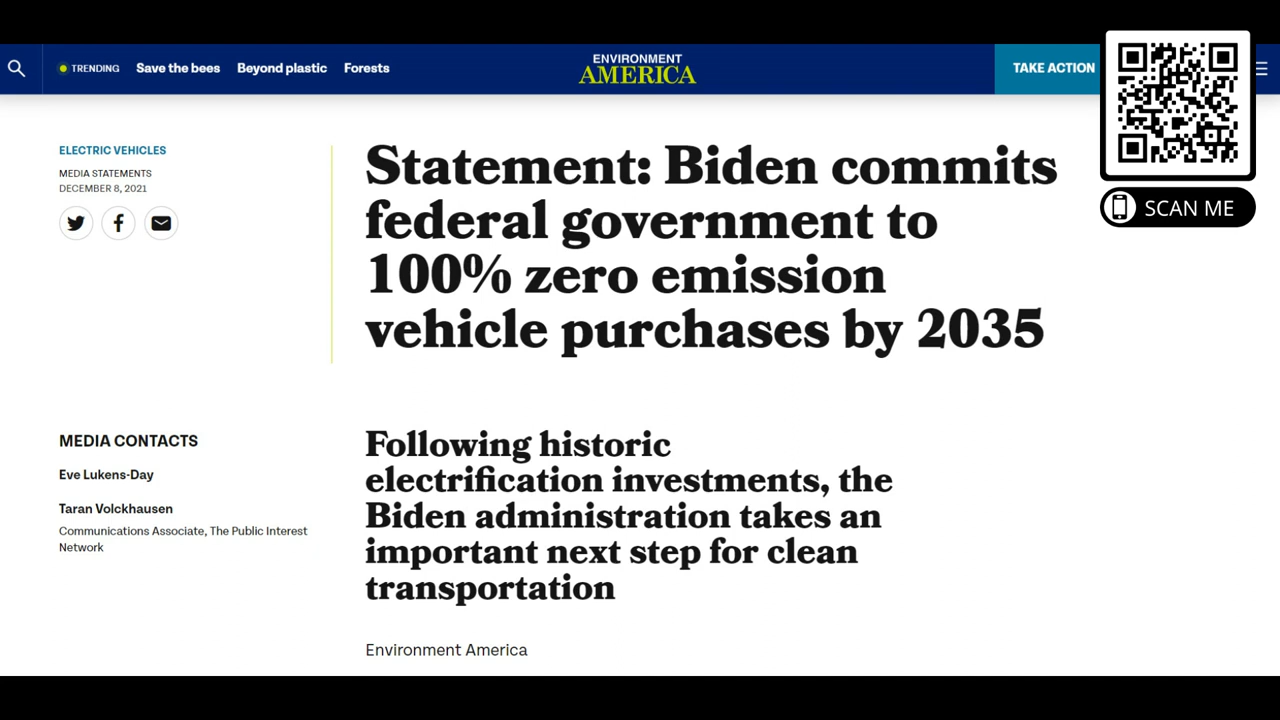 TRENDING
Save the bees
Beyond plastic
Forests
ENVIRONMENT
AMERICA
TAKE ACTION
SCAN ME
ELECTRIC VEHICLES
MEDIA STATEMENTS
DECEMBER 8, 2021
Statement: Biden commits
federal government to
100% zero emission
vehicle purchases by 2035
MEDIA CONTACTS
Eve Lukens-Day
Taran Volckhausen
Communications Associate, The Public Interest
Network
Following historic
electrification investments, the
Biden administration takes an
important next step for clean
transportation
Environment America